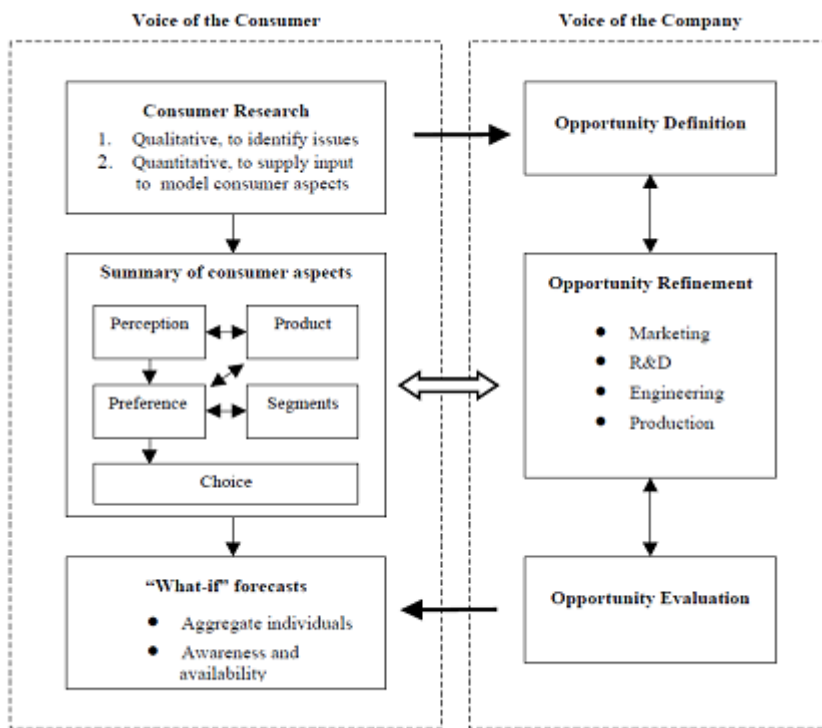 Voice of the Consumer
Voice of the Company
Consumer Research
1. Qualitative, to identify issues
2. Quantitative, to supply input
to model consumer aspects
Opportunity Definition
Summary of consumer aspects
Perception
Product
Preference
Segments
Choice
Opportunity Refinement
● Marketing
● R&D
● Engineering
● Production
“What-if” forecasts
● Aggregate individuals
● Awareness and
availability
Opportunity Evaluation